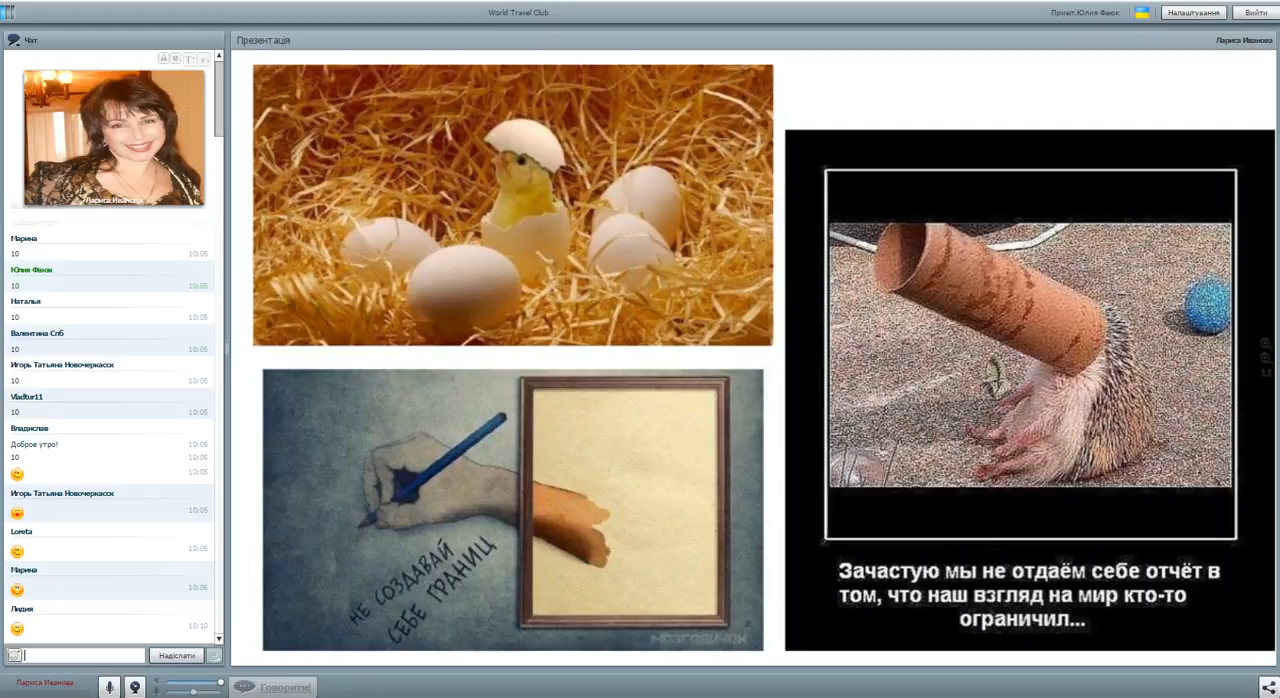 World Travel Club
Привіт,Юлия Фаюк
Налаштування
Вийти
Чат
Презентація
Лариса Иванова
Лариса Иванова
Марина
10 10:05
Юлия Фаюк
10 10:05
Наталья
10 10:05
Валентина Спб
10 10:05
Игорь Татьяна Новочеркасск
10 10:05
Vladtur11
10 10:05
Владислав
Доброе утро! 10:05
10 10:05
10:05
Игорь Татьяна Новочеркасск
10:05
Loreta
10:05
Марина
10:06
Лидия
10:10
Надіслати
Лариса Иванова
Говорити!
НЕ СОЗДАВАЙ
СЕБЕ ГРАНИЦ
МОЗГОВИЧОК
Зачастую мы не отдаём себе отчёт в
том, что наш взгляд на мир кто-то
ограничил...